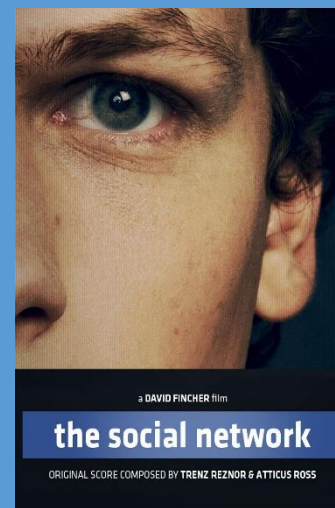 a DAVID FINCHER film
the social network
ORIGINAL SCORE COMPOSED BY TRENZ REZNOR & ATTICUS ROSS